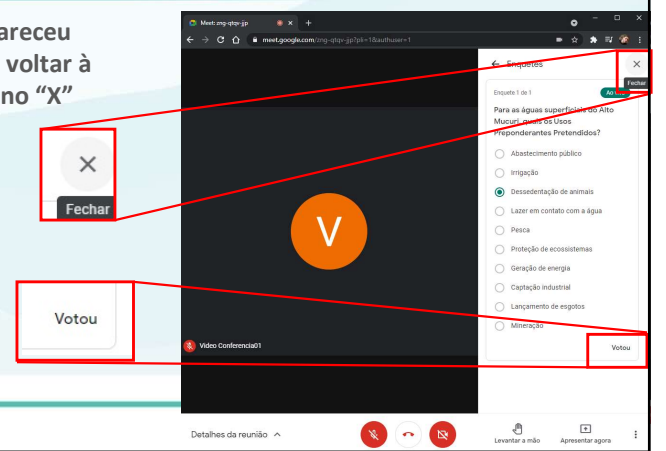 areceu
voltar à
no “X”
Fechar
Votou
Meet: zng-qtqv-jjp
meet.google.com/zng-qtqv-jjp?pli=1&authuser=1
Enquetes
Fechar
Enquete 1 de 1
Para as águas superficiais do Alto
Mucuri, quais os Usos
Preponderantes Pretendidos?
Abastecimento público
Irrigação
Dessedentação de animais
Lazer em contato com a água
Pesca
Proteção de ecossistemas
Geração de energia
Captação industrial
Lançamento de esgotos
Mineração
Votou
V
Video Conferencia01
Detalhes da reunião
Levantar a mão
Apresentar agora